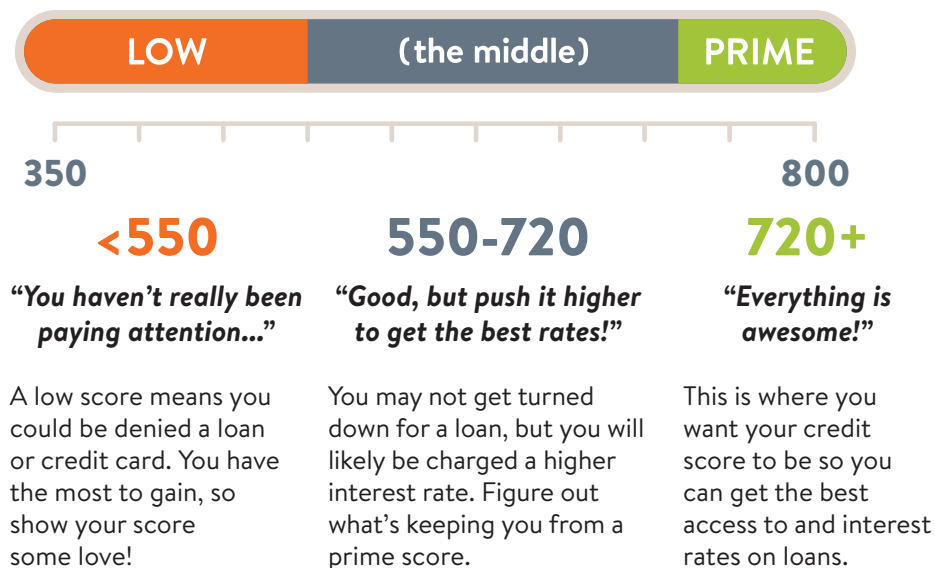 LOW
(the middle)
PRIME
350
800
<550
“You haven’t really been
paying attention...”
A low score means you
could be denied a loan
or credit card. You have
the most to gain, so
show your score
some love!
550-720
“Good, but push it higher
to get the best rates!”
You may not get turned
down for a loan, but you will
likely be charged a higher
interest rate. Figure out
what’s keeping you from a
prime score.
720+
“Everything is
awesome!”
This is where you
want your credit
score to be so you
can get the best
access to and interest
rates on loans.